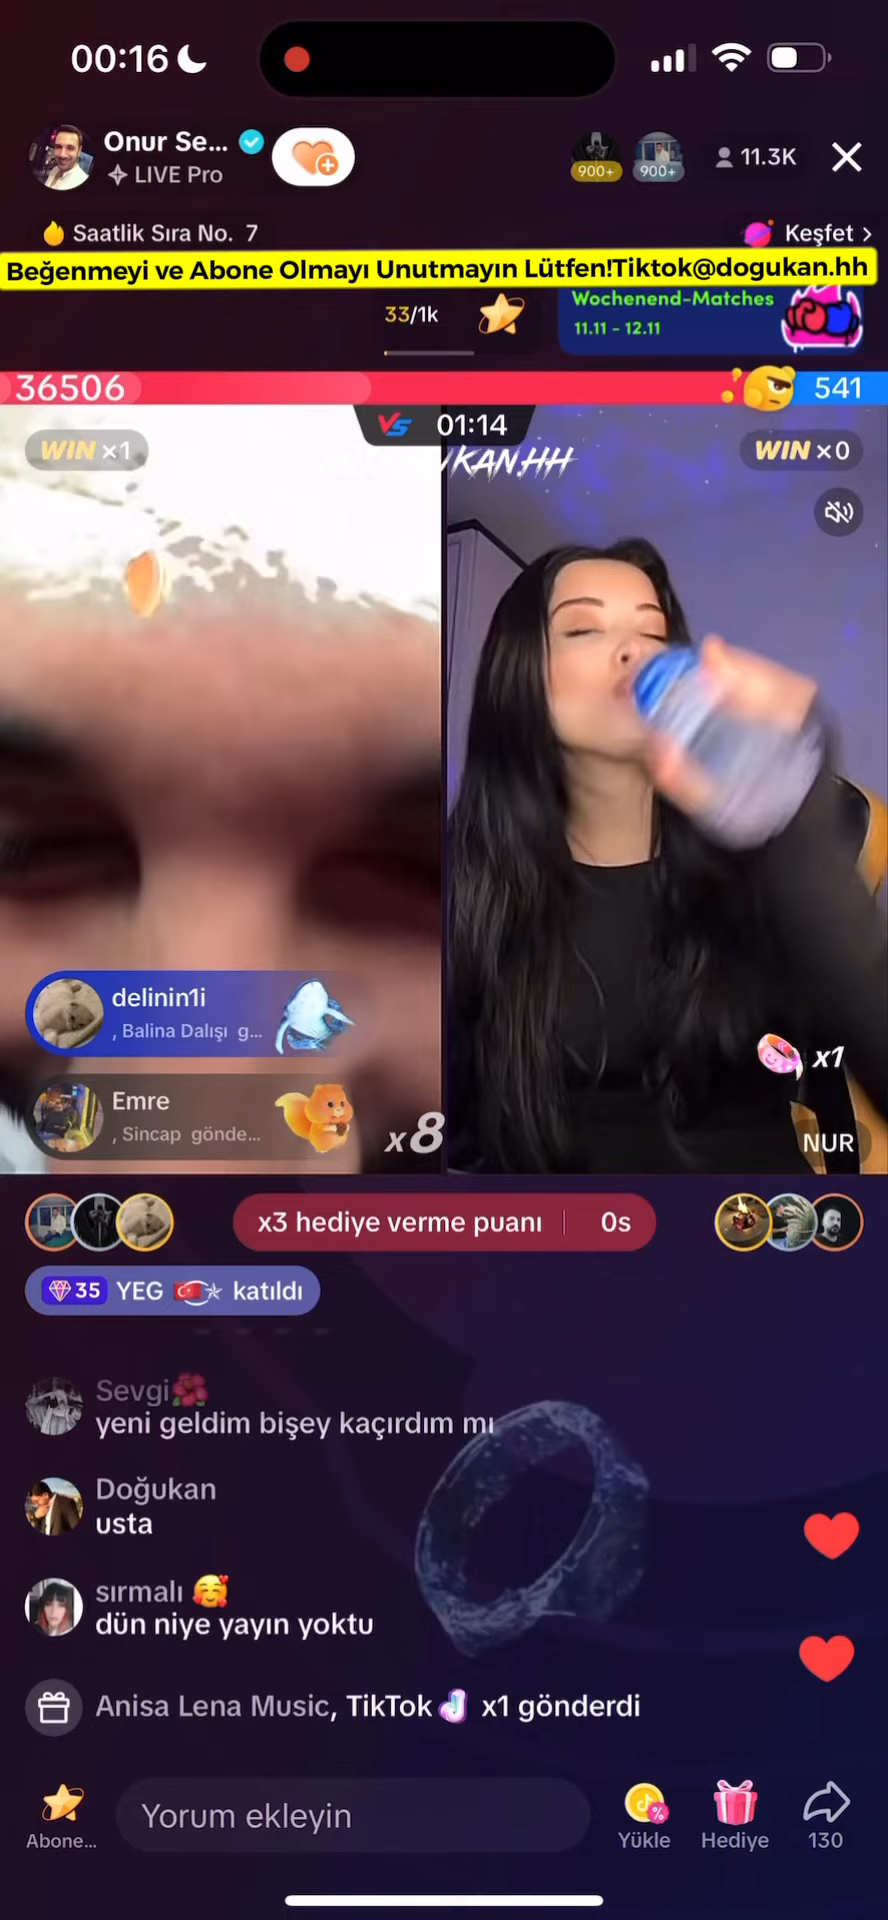 00:16
Onur Se...
LIVE Pro
900+
900+
11.3K
Saatlik Sıra No. 7
Keşfet >
Beğenmeyi ve Abone Olmayı Unutmayın Lütfen!Tiktok@dogukan.hh
33/1k
Wochenend-Matches
11.11 - 12.11
36506
541
VS 01:14
WIN x1
WIN x0
KAN.HH
delinin1i
, Balina Dalışı g...
Emre
, Sincap gönde...
x8
x1
NUR
x3 hediye verme puanı
0s
35 YEG katıldı
Sevgi
yeni geldim bişey kaçırdım mı
Doğukan
usta
sırmalı
dün niye yayın yoktu
Anisa Lena Music, TikTok x1 gönderdi
Abone...
Yorum ekleyin
Yükle
Hediye
130